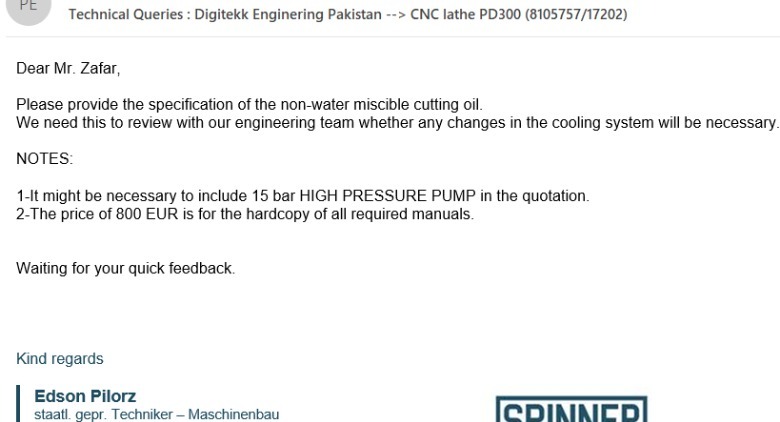 PE
Technical Queries : Digitekk Enginering Pakistan --> CNC lathe PD300 (8105757/17202)
Dear Mr. Zafar,
Please provide the specification of the non-water miscible cutting oil.
We need this to review with our engineering team whether any changes in the cooling system will be necessary.
NOTES:
1-It might be necessary to include 15 bar HIGH PRESSURE PUMP in the quotation.
2-The price of 800 EUR is for the hardcopy of all required manuals.
Waiting for your quick feedback.
Kind regards
Edson Pilorz
staatl. gepr. Techniker – Maschinenbau
SPINNER